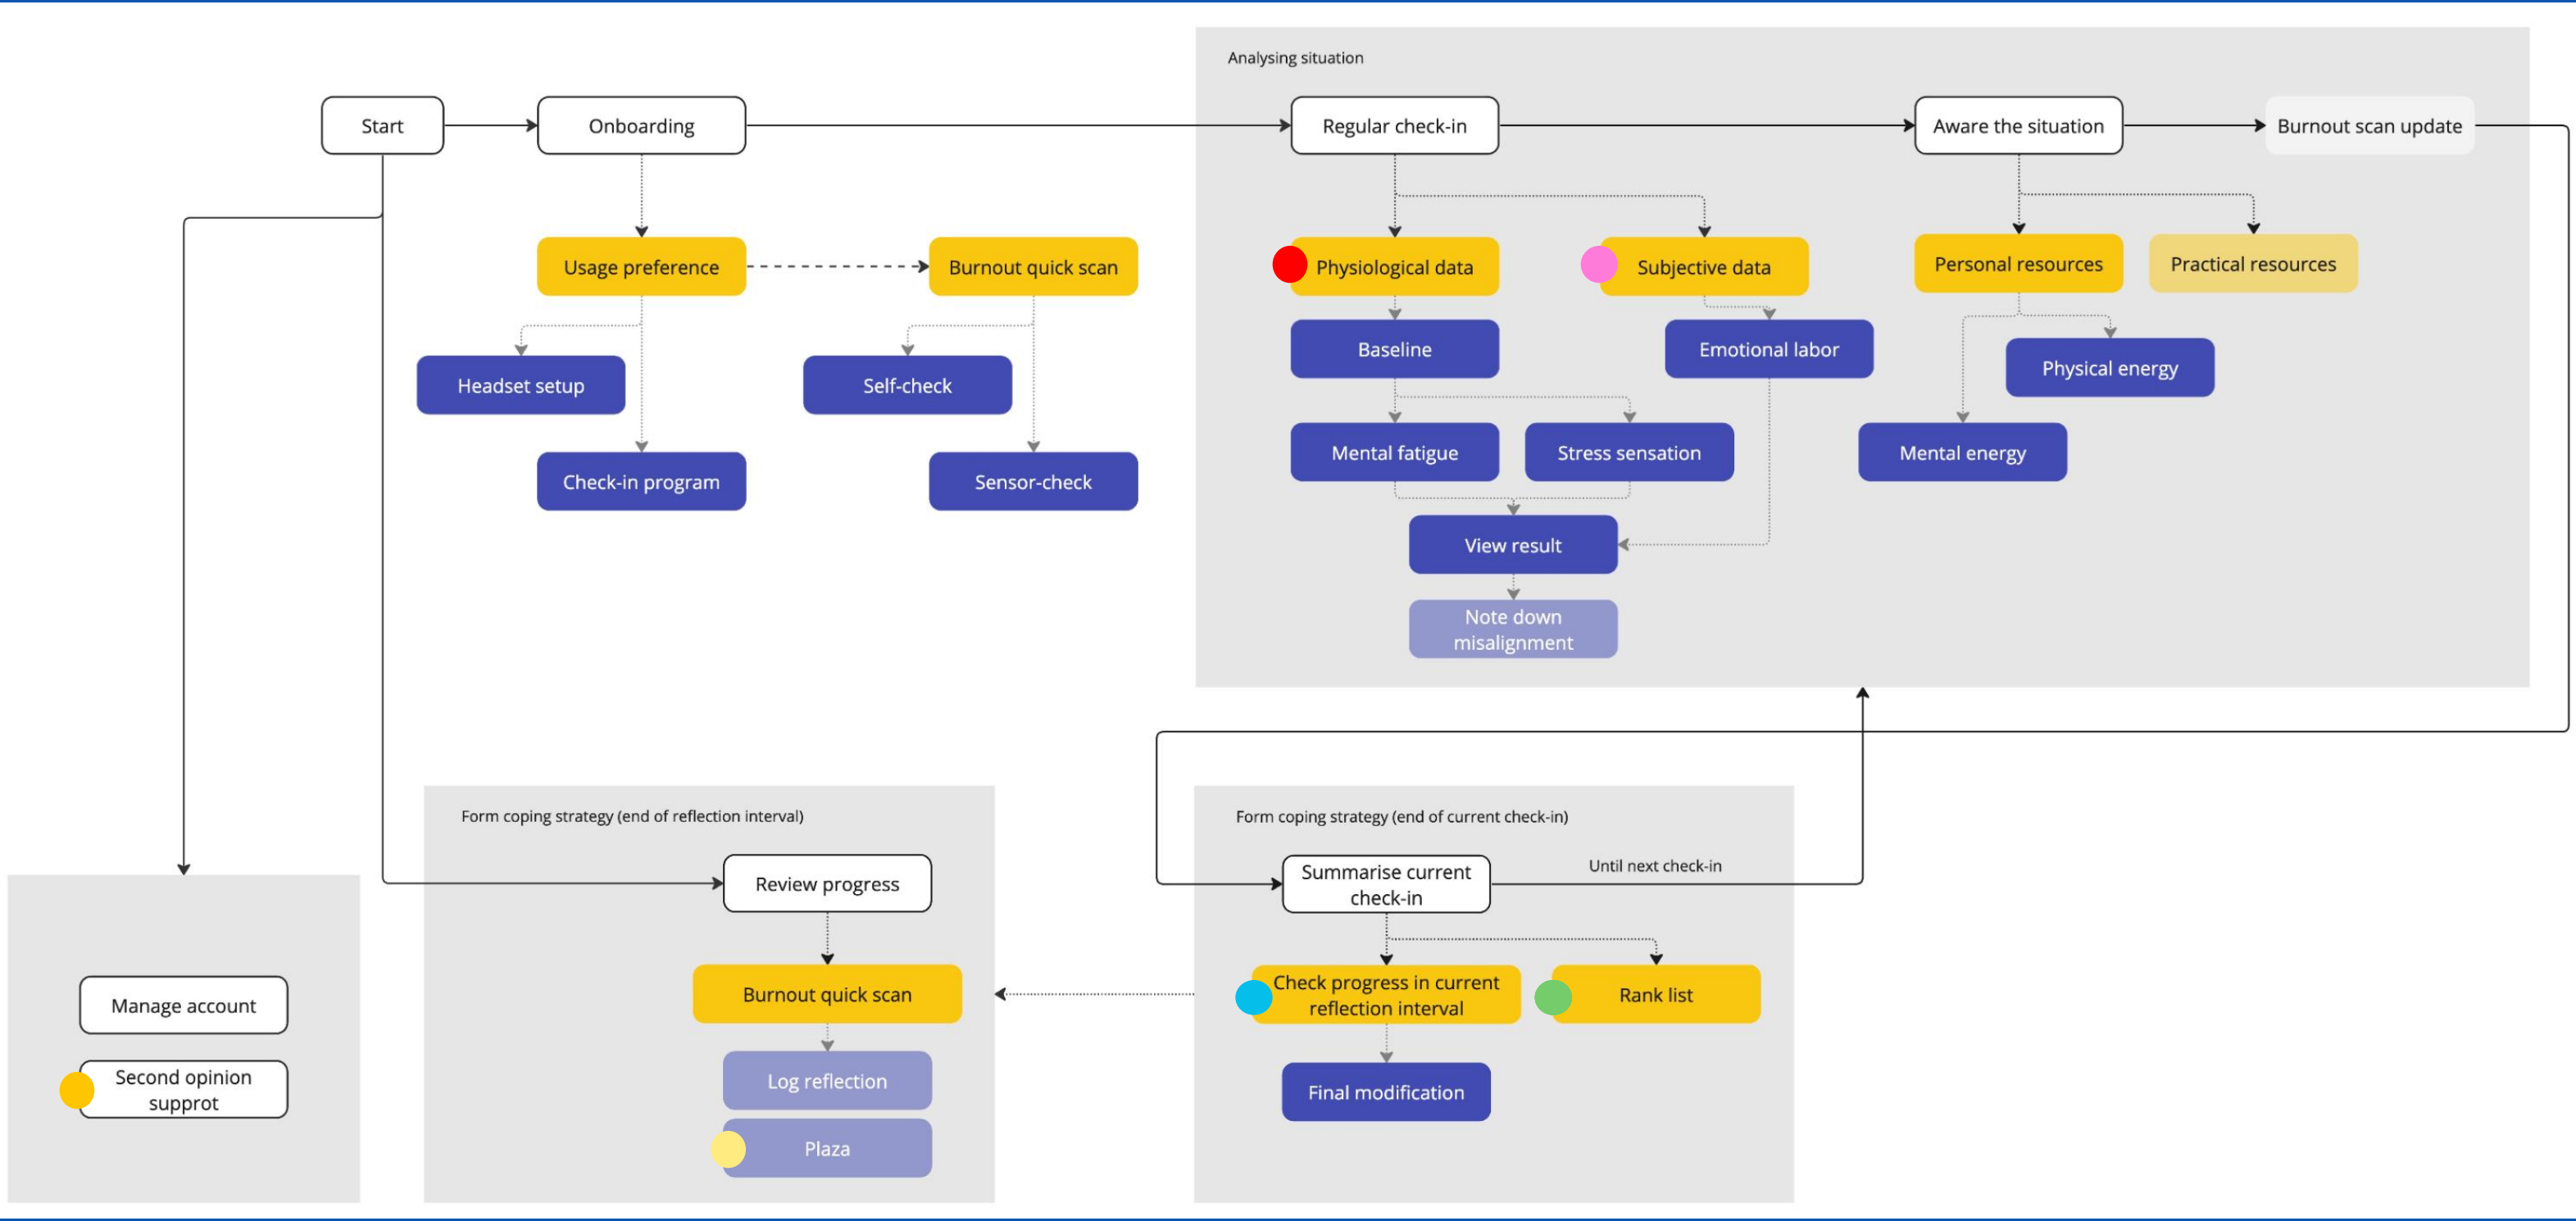 Analysing situation
Start
Onboarding
Regular check-in
Aware the situation
Burnout scan update
Usage preference
Burnout quick scan
Physiological data
Subjective data
Personal resources
Practical resources
Headset setup
Self-check
Baseline
Emotional labor
Physical energy
Check-in program
Sensor-check
Mental fatigue
Stress sensation
Mental energy
View result
Note down
misalignment
Form coping strategy (end of reflection interval)
Review progress
Burnout quick scan
Log reflection
Plaza
Form coping strategy (end of current check-in)
Summarise current
check-in
Until next check-in
Check progress in current
reflection interval
Rank list
Final modification
Manage account
Second opinion
supprot